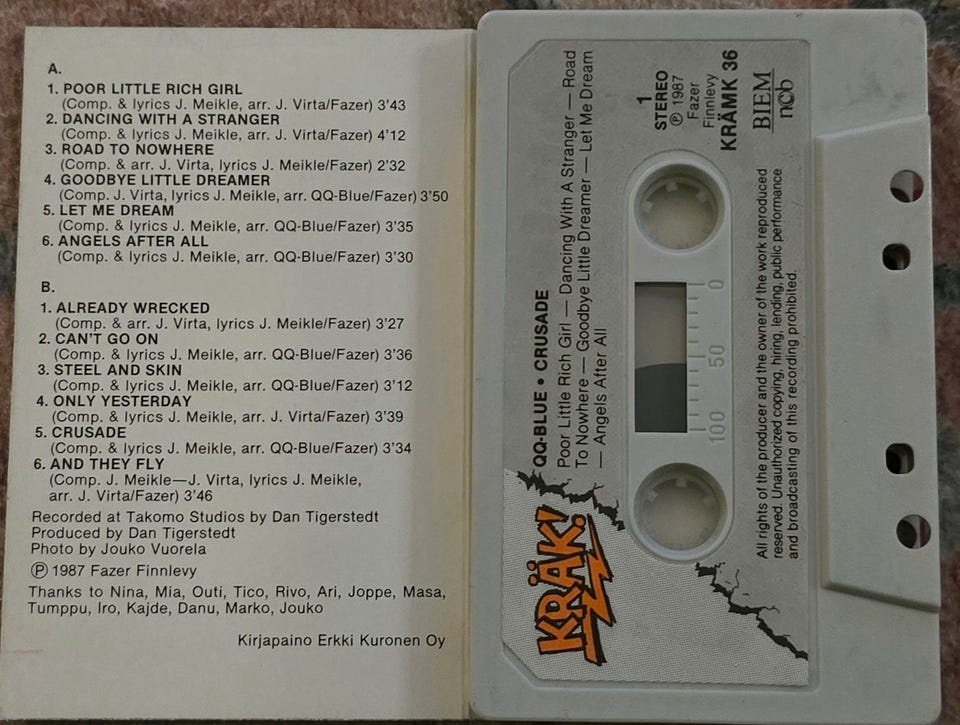 A.
1. POOR LITTLE RICH GIRL
(Comp. & lyrics J. Meikle, arr. J. Virta/Fazer) 3'43
2. DANCING WITH A STRANGER
(Comp. & lyrics J. Meikle, arr. J. Virta/Fazer) 4'12
3. ROAD TO NOWHERE
(Comp. & arr. J. Virta, lyrics J. Meikle/Fazer) 2'32
4. GOODBYE LITTLE DREAMER
(Comp. J. Virta, lyrics J. Meikle, arr. QQ-Blue/Fazer) 3'50
5. LET ME DREAM
(Comp. & lyrics J. Meikle, arr. QQ-Blue/Fazer) 3'35
6. ANGELS AFTER ALL
(Comp. & lyrics J. Meikle, arr. QQ-Blue/Fazer) 3'30
B.
1. ALREADY WRECKED
(Comp. & arr. J. Virta, lyrics J. Meikle/Fazer) 3'27
2. CAN'T GO ON
(Comp. & lyrics J. Meikle, arr. QQ-Blue/Fazer) 3'36
3. STEEL AND SKIN
(Comp. & lyrics J. Meikle, arr. QQ-Blue/Fazer) 3'12
4. ONLY YESTERDAY
(Comp. & lyrics J. Meikle, arr. J. Virta/Fazer) 3'39
5. CRUSADE
(Comp. & lyrics J. Meikle, arr. QQ-Blue/Fazer) 3'34
6. AND THEY FLY
(Comp. J. Meikle—J. Virta, lyrics J. Meikle,
arr. J. Virta/Fazer) 3'46
Recorded at Takomo Studios by Dan Tigerstedt
Produced by Dan Tigerstedt
Photo by Jouko Vuorela
Ⓟ 1987 Fazer Finnlevy
Thanks to Nina, Mia, Outi, Tico, Rivo, Ari, Joppe, Masa,
Tumppu, Iro, Kajde, Danu, Marko, Jouko
Kirjapaino Erkki Kuronen Oy
QQ-BLUE • CRUSADE
Poor Little Rich Girl — Dancing With A Stranger — Road
To Nowhere — Goodbye Little Dreamer — Let Me Dream
— Angels After All
1
STEREO
Ⓟ 1987
Fazer
Finnlevy
KRÄMK 36
BIEM
ncb
0
50
100
All rights of the producer and the owner of the work reproduced
reserved. Unauthorized copying, hiring, lending, public performance
and broadcasting of this recording prohibited.
KRÄK!